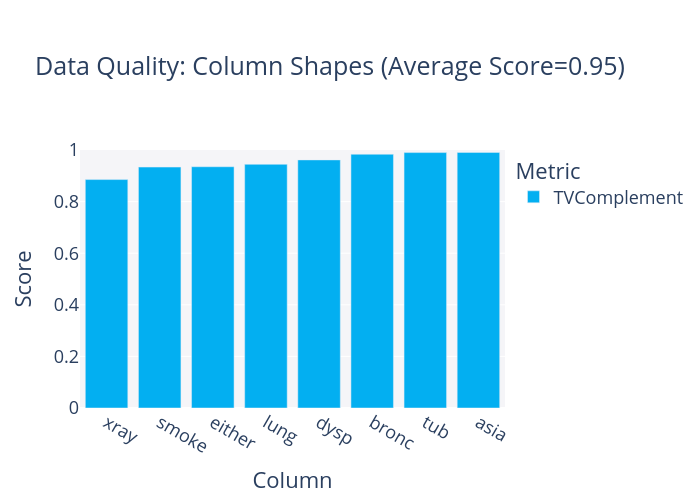 Data Quality: Column Shapes (Average Score=0.95)
Metric
TVComplement
Score
1
0.8
0.6
0.4
0.2
0
xray
smoke
either
lung
dysp
bronc
tub
asia
Column